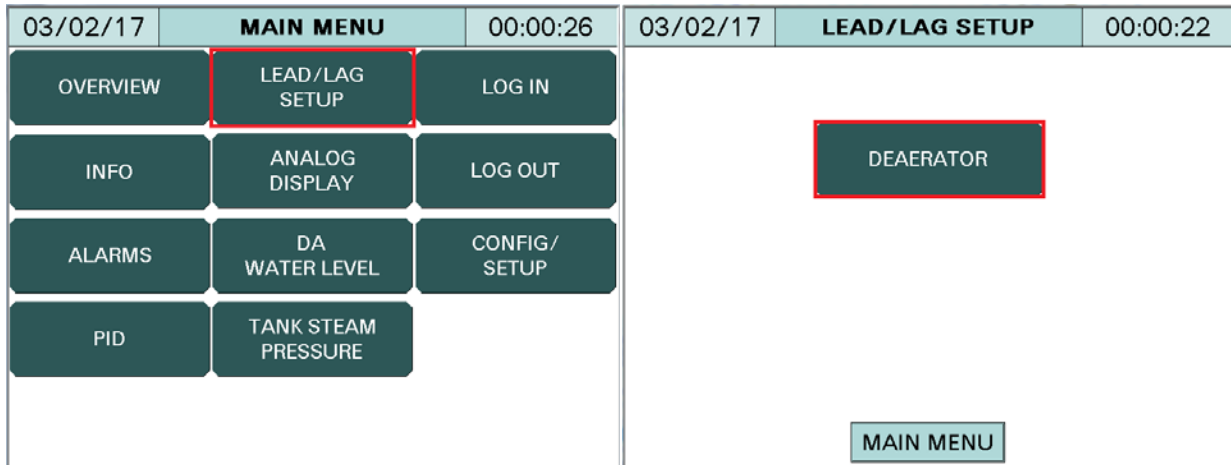 03/02/17 MAIN MENU 00:00:26
OVERVIEW
LEAD/LAG
SETUP
LOG IN
INFO
ANALOG
DISPLAY
LOG OUT
ALARMS
DA
WATER LEVEL
CONFIG/
SETUP
PID
TANK STEAM
PRESSURE
03/02/17 LEAD/LAG SETUP 00:00:22
DEAERATOR
MAIN MENU